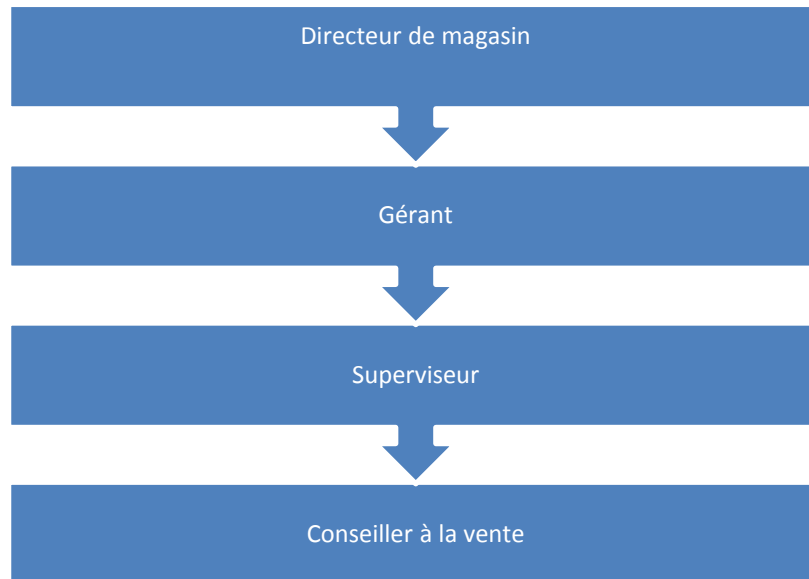 Directeur de magasin
Gérant
Superviseur
Conseiller à la vente